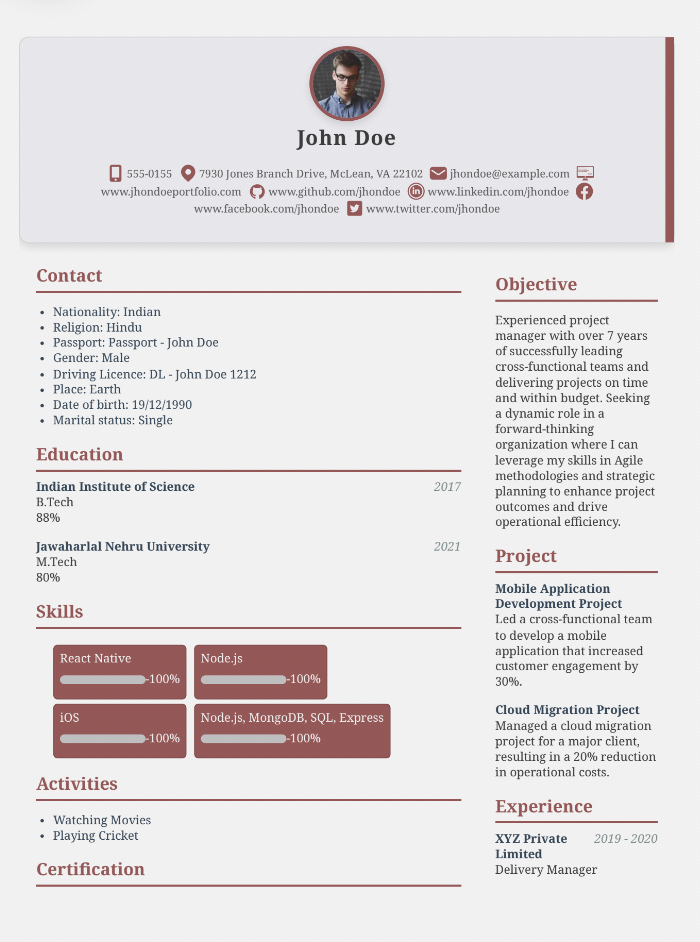 John Doe
555-0155 7930 Jones Branch Drive, McLean, VA 22102 jhondoe@example.com
www.jhondoeportfolio.com www.github.com/jhondoe www.linkedin.com/jhondoe
www.facebook.com/jhondoe www.twitter.com/jhondoe
Contact
• Nationality: Indian
• Religion: Hindu
• Passport: Passport - John Doe
• Gender: Male
• Driving Licence: DL - John Doe 1212
• Place: Earth
• Date of birth: 19/12/1990
• Marital status: Single
Education
Indian Institute of Science 2017
B.Tech
88%
Jawaharlal Nehru University 2021
M.Tech
80%
Skills
React Native
-100%
Node.js
-100%
iOS
-100%
Node.js, MongoDB, SQL, Express
-100%
Activities
• Watching Movies
• Playing Cricket
Certification
Objective
Experienced project
manager with over 7 years
of successfully leading
cross-functional teams and
delivering projects on time
and within budget. Seeking
a dynamic role in a
forward-thinking
organization where I can
leverage my skills in Agile
methodologies and strategic
planning to enhance project
outcomes and drive
operational efficiency.
Project
Mobile Application
Development Project
Led a cross-functional team
to develop a mobile
application that increased
customer engagement by
30%.
Cloud Migration Project
Managed a cloud migration
project for a major client,
resulting in a 20% reduction
in operational costs.
Experience
XYZ Private 2019 - 2020
Limited
Delivery Manager